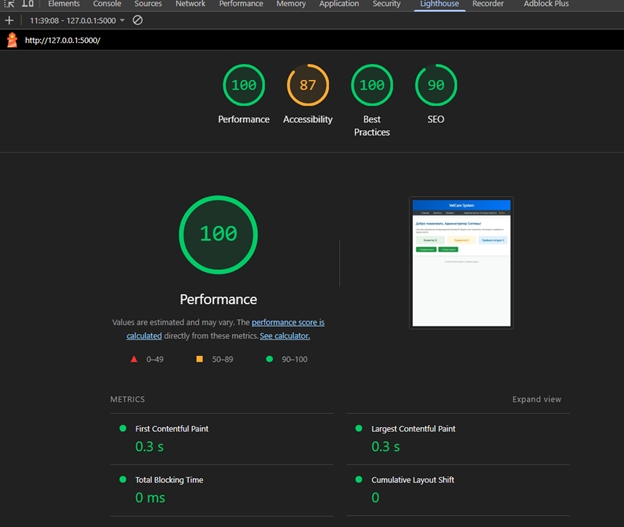 Elements Console Sources Network Performance Memory Application Security Lighthouse Recorder Adblock Plus
11:39:08 - 127.0.0.1:5000
http://127.0.0.1:5000/
100 87 100 90
Performance Accessibility Best Practices SEO
100
Performance
Values are estimated and may vary. The performance score is
calculated directly from these metrics. See calculator.
0–49 50–89 90–100
VetCare System
Добро пожаловать, Администратор Системы!
METRICS Expand view
First Contentful Paint
0.3 s
Largest Contentful Paint
0.3 s
Total Blocking Time
0 ms
Cumulative Layout Shift
0